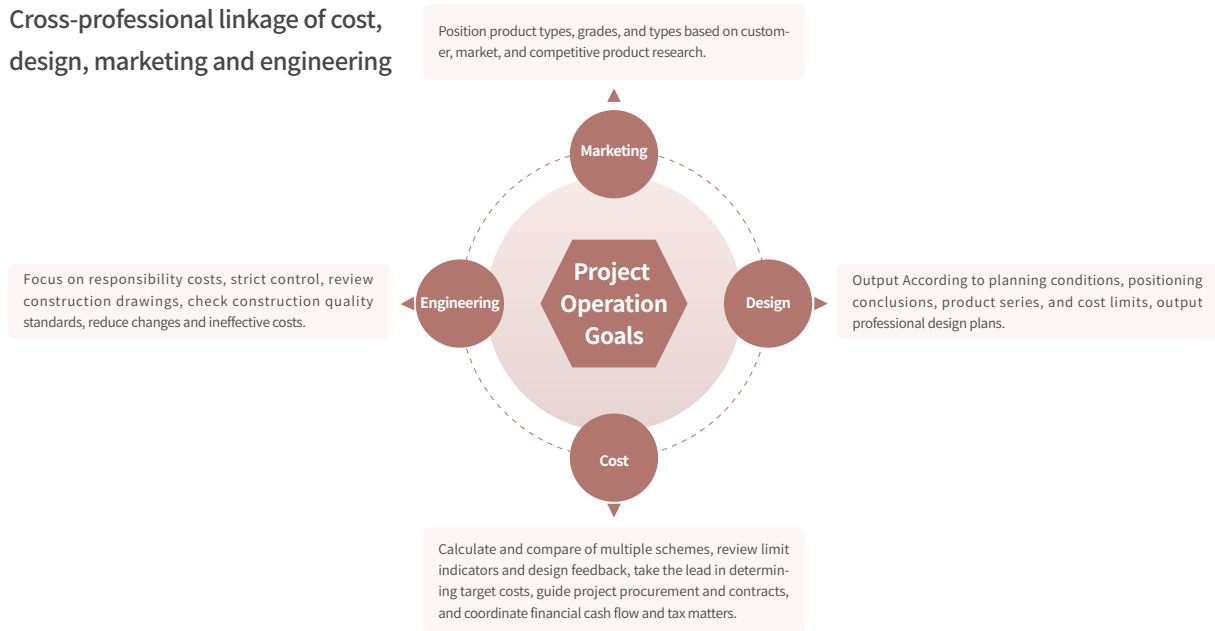 Cross-professional linkage of cost,
design, marketing and engineering
Position product types, grades, and types based on custom-
er, market, and competitive product research.
Marketing
Focus on responsibility costs, strict control, review
construction drawings, check construction quality
standards, reduce changes and ineffective costs.
Engineering
Project
Operation
Goals
Design
Output According to planning conditions, positioning
conclusions, product series, and cost limits, output
professional design plans.
Cost
Calculate and compare of multiple schemes, review limit
indicators and design feedback, take the lead in determin-
ing target costs, guide project procurement and contracts,
and coordinate financial cash flow and tax matters.